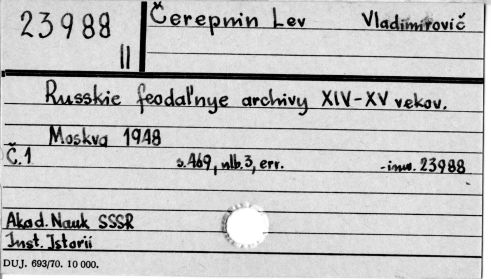 23988
II
Čerepnin Lev Vladimirovič
Russkie feodal'nye archivy XIV-XV vekov.
Moskva 1948
Č.1 s.469, nlb.3, err. -inv. 23988
Akad. Nauk SSSR
Inst. Istorii
DUJ. 693/70. 10 000.